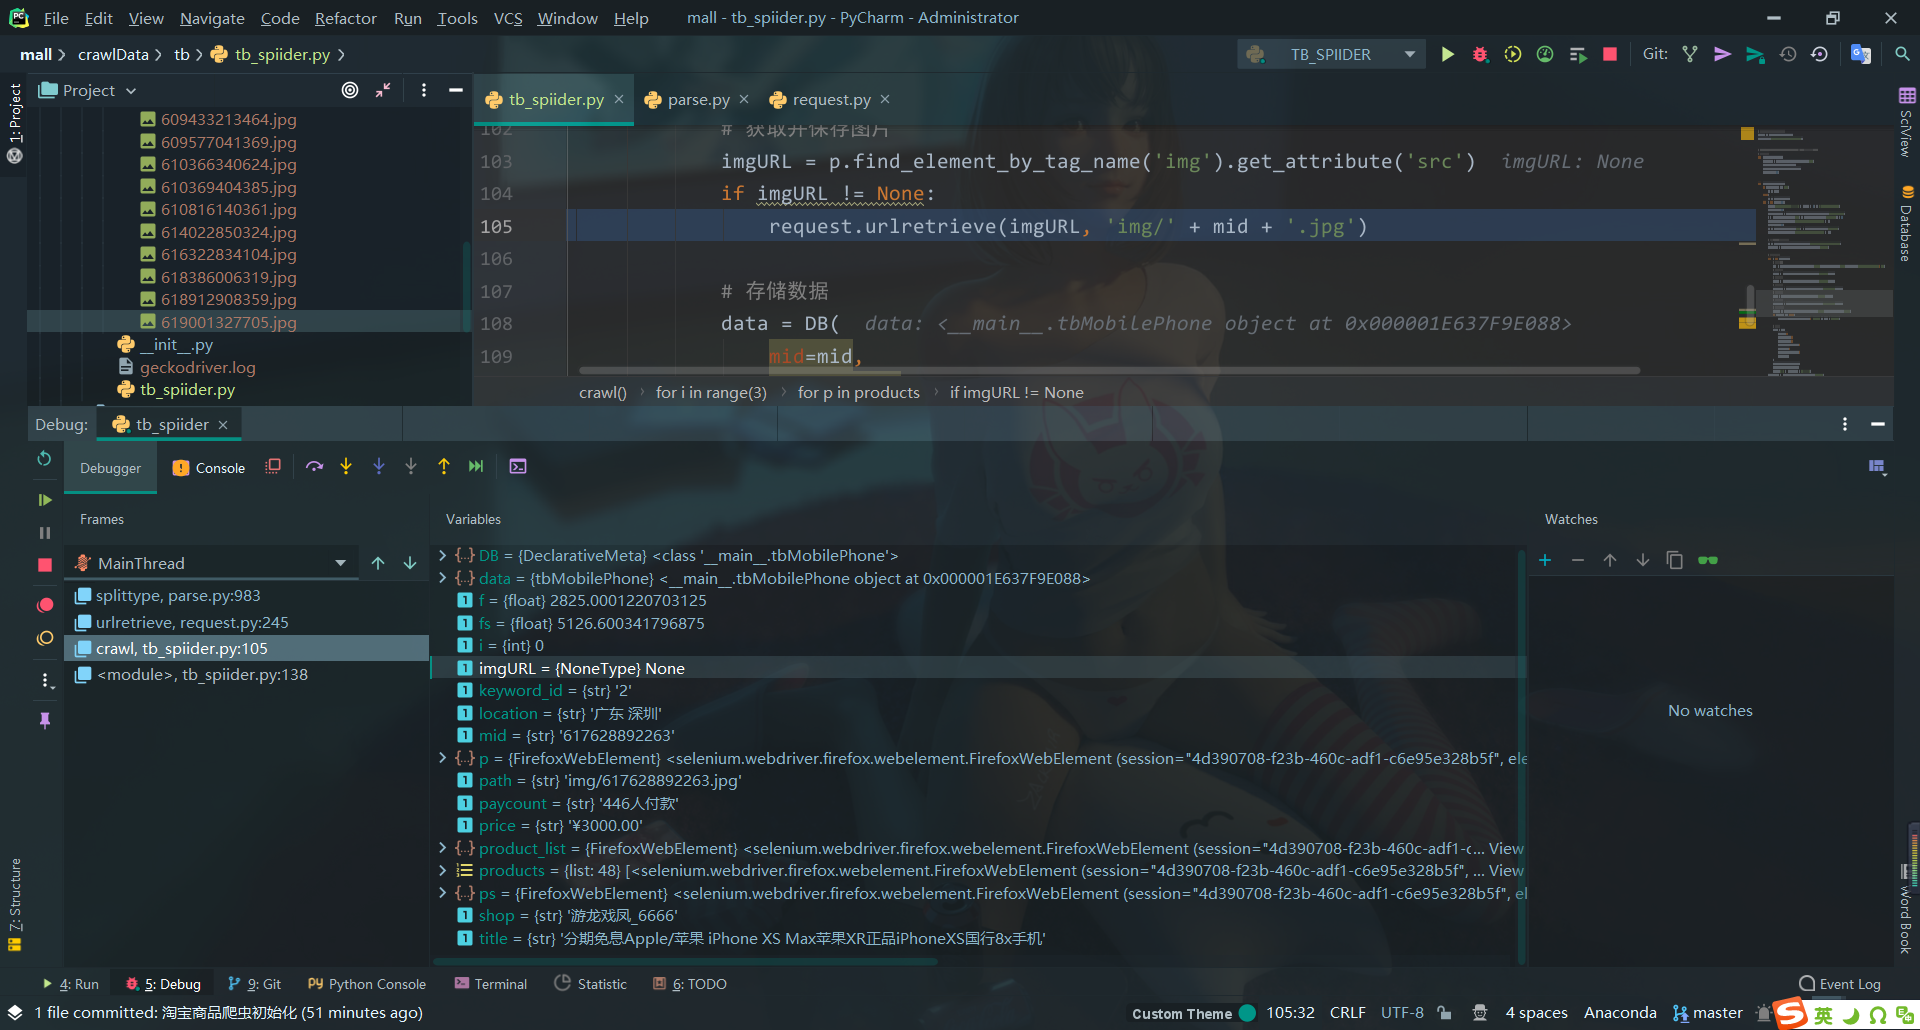 File Edit View Navigate Code Refactor Run Tools VCS Window Help mall - tb_spiider.py - PyCharm - Administrator
mall crawlData tb tb_spiider.py TB_SPIIDER Git:
Project tb_spiider.py parse.py request.py
1: Project
SciView
Database
609433213464.jpg
609577041369.jpg
610366340624.jpg
610369404385.jpg
610816140361.jpg
614022850324.jpg
616322834104.jpg
618386006319.jpg
618912908359.jpg
619001327705.jpg
__init__.py
geckodriver.log
tb_spiider.py
102 # 获取并保存图片
103 imgURL = p.find_element_by_tag_name('img').get_attribute('src') imgURL: None
104 if imgURL != None:
105 request.urlretrieve(imgURL, 'img/' + mid + '.jpg')
106
107 # 存储数据
108 data = DB( data: <__main__.tbMobilePhone object at 0x000001E637F9E088>
109 mid=mid,
crawl() for i in range(3) for p in products if imgURL != None
Debug: tb_spiider
Debugger Console
Frames
MainThread
splittype, parse.py:983
urlretrieve, request.py:245
crawl, tb_spiider.py:105
<module>, tb_spiider.py:138
Variables
DB = {DeclarativeMeta} <class '__main__.tbMobilePhone'>
data = {tbMobilePhone} <__main__.tbMobilePhone object at 0x000001E637F9E088>
f = {float} 2825.0001220703125
fs = {float} 5126.600341796875
i = {int} 0
imgURL = {NoneType} None
keyword_id = {str} '2'
location = {str} '广东 深圳'
mid = {str} '617628892263'
p = {FirefoxWebElement} <selenium.webdriver.firefox.webelement.FirefoxWebElement (session="4d390708-f23b-460c-adf1-c6e95e328b5f", ele
path = {str} 'img/617628892263.jpg'
paycount = {str} '446人付款'
price = {str} '¥3000.00'
product_list = {FirefoxWebElement} <selenium.webdriver.firefox.webelement.FirefoxWebElement (session="4d390708-f23b-460c-adf1-c... View
products = {list: 48} [<selenium.webdriver.firefox.webelement.FirefoxWebElement (session="4d390708-f23b-460c-adf1-c6e95e328b5f", ... View
ps = {FirefoxWebElement} <selenium.webdriver.firefox.webelement.FirefoxWebElement (session="4d390708-f23b-460c-adf1-c6e95e328b5f", el
shop = {str} '游龙戏凤_6666'
title = {str} '分期免息Apple/苹果 iPhone XS Max苹果XR正品iPhoneXS国行8x手机'
Watches
No watches
7: Structure
Word Book
4: Run 5: Debug 9: Git Python Console Terminal Statistic 6: TODO Event Log
1 file committed: 淘宝商品爬虫初始化 (51 minutes ago) Custom Theme 105:32 CRLF UTF-8 4 spaces Anaconda master 英